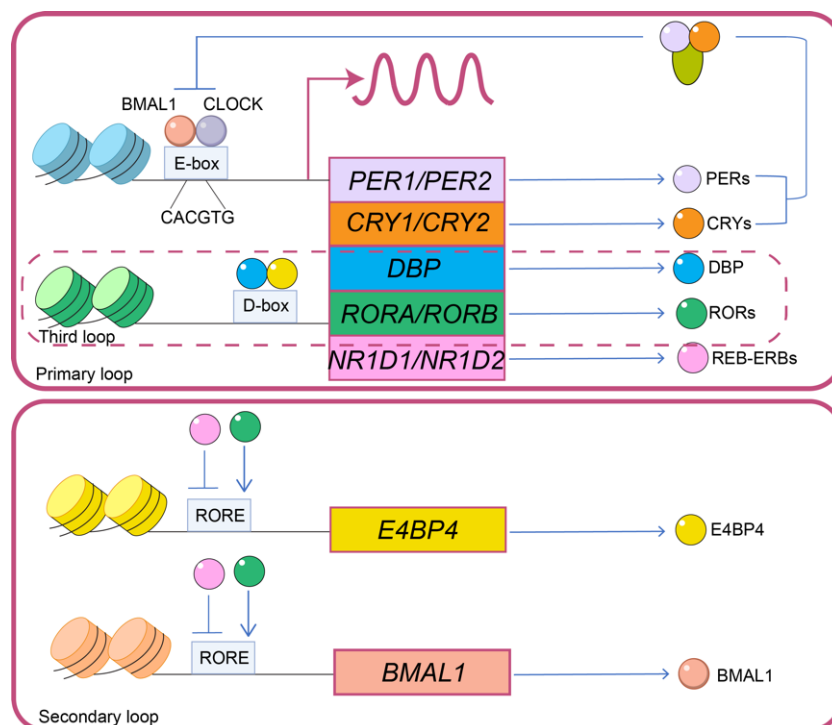 BMAL1 CLOCK
E-box
CACGTG
PER1/PER2
PERs
CRY1/CRY2
CRYs
DBP
DBP
D-box
RORA/RORB
RORs
Third loop
NR1D1/NR1D2
REB-ERBs
Primary loop
RORE
E4BP4
E4BP4
RORE
BMAL1
BMAL1
Secondary loop